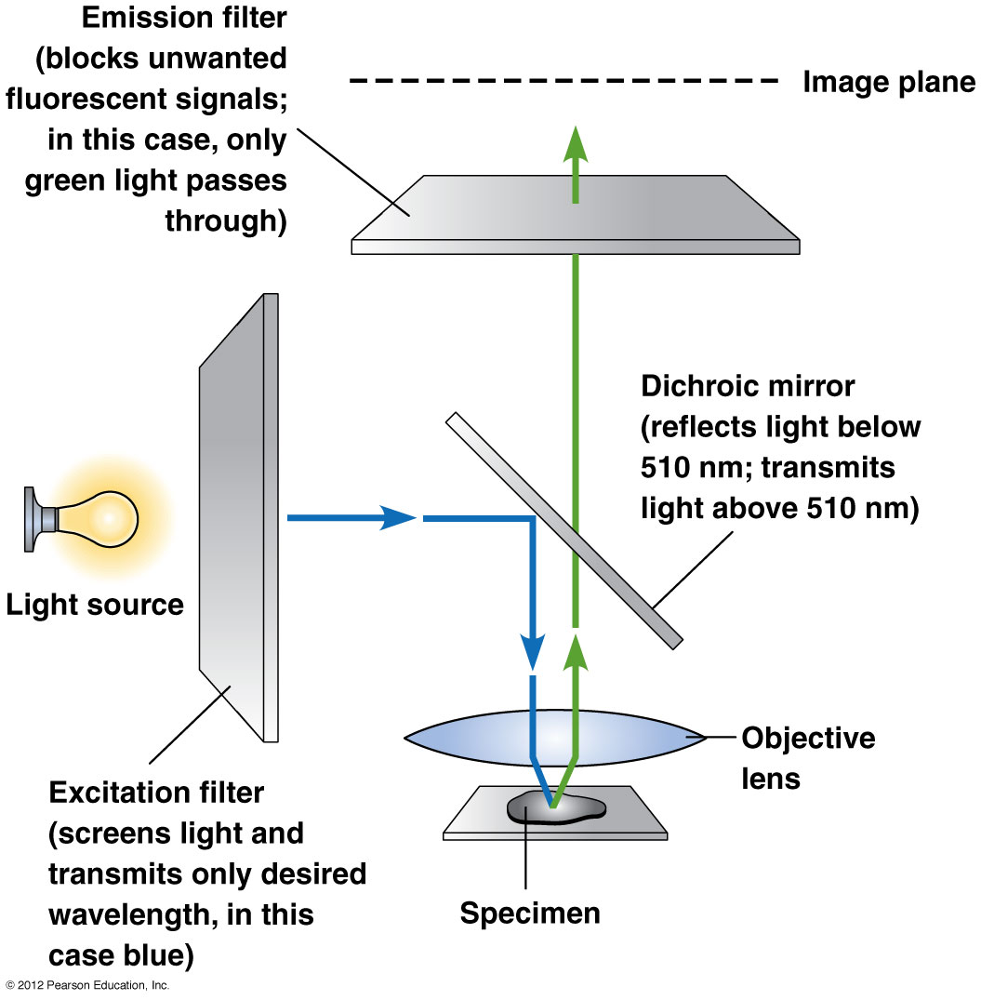 Emission filter
(blocks unwanted
fluorescent signals;
in this case, only
green light passes
through)
Image plane
Dichroic mirror
(reflects light below
510 nm; transmits
light above 510 nm)
Light source
Objective
lens
Excitation filter
(screens light and
transmits only desired
wavelength, in this
case blue)
Specimen
© 2012 Pearson Education, Inc.